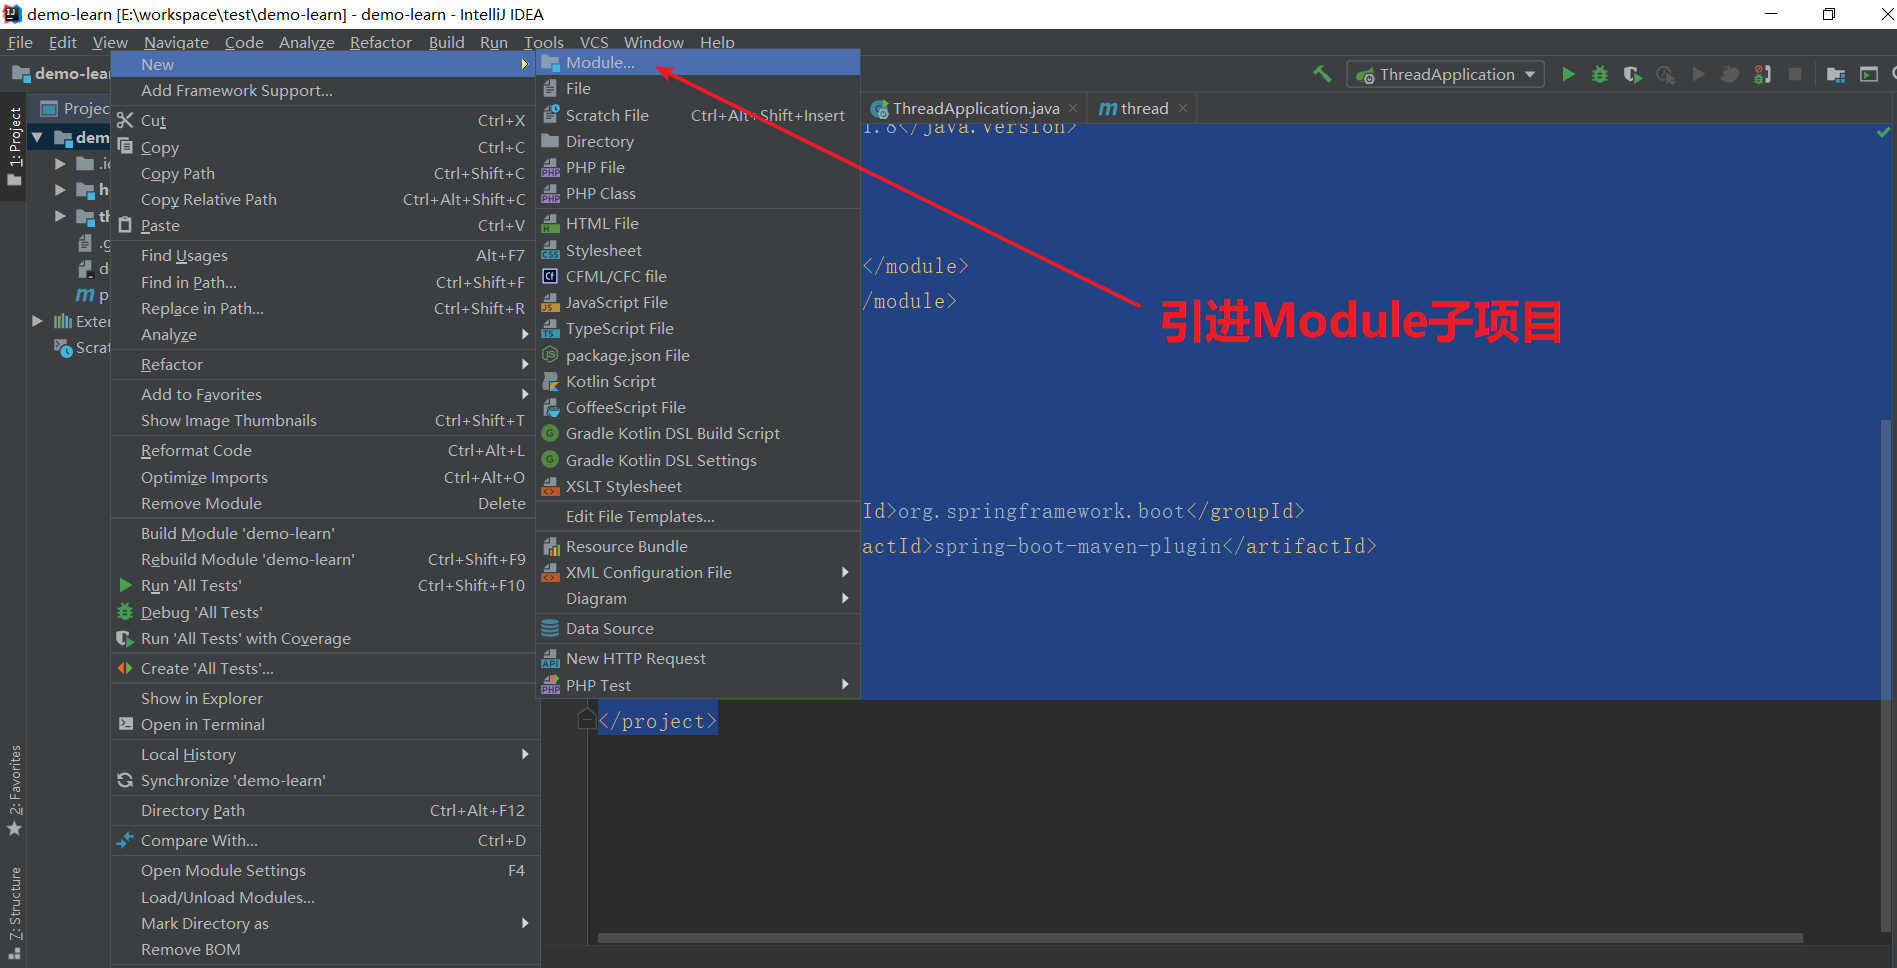 demo-learn [E:\workspace\test\demo-learn] - demo-learn - IntelliJ IDEA
File Edit View Navigate Code Analyze Refactor Build Run Tools VCS Window Help
demo-lear
ThreadApplication
1: Project
Projec
ThreadApplication.java
thread
dem
New
Add Framework Support...
Cut Ctrl+X
Copy Ctrl+C
Copy Path Ctrl+Shift+C
Copy Relative Path Ctrl+Alt+Shift+C
Paste Ctrl+V
Find Usages Alt+F7
Find in Path... Ctrl+Shift+F
Replace in Path... Ctrl+Shift+R
Analyze
Refactor
Add to Favorites
Show Image Thumbnails Ctrl+Shift+T
Reformat Code Ctrl+Alt+L
Optimize Imports Ctrl+Alt+O
Remove Module Delete
Build Module 'demo-learn'
Rebuild Module 'demo-learn' Ctrl+Shift+F9
Run 'All Tests' Ctrl+Shift+F10
Debug 'All Tests'
Run 'All Tests' with Coverage
Create 'All Tests'...
Show in Explorer
Open in Terminal
Local History
Synchronize 'demo-learn'
Directory Path Ctrl+Alt+F12
Compare With... Ctrl+D
Open Module Settings F4
Load/Unload Modules...
Mark Directory as
Remove BOM
Module...
File
Scratch File Ctrl+Alt+Shift+Insert
Directory
PHP File
PHP Class
HTML File
Stylesheet
CFML/CFC file
JavaScript File
TypeScript File
package.json File
Kotlin Script
CoffeeScript File
Gradle Kotlin DSL Build Script
Gradle Kotlin DSL Settings
XSLT Stylesheet
Edit File Templates...
Resource Bundle
XML Configuration File
Diagram
Data Source
New HTTP Request
PHP Test
Exter
Scrat
1.8</java.version>
</module>
/module>
引进Module子项目
Id>org.springframework.boot</groupId>
actId>spring-boot-maven-plugin</artifactId>
</project>
2: Favorites
7: Structure